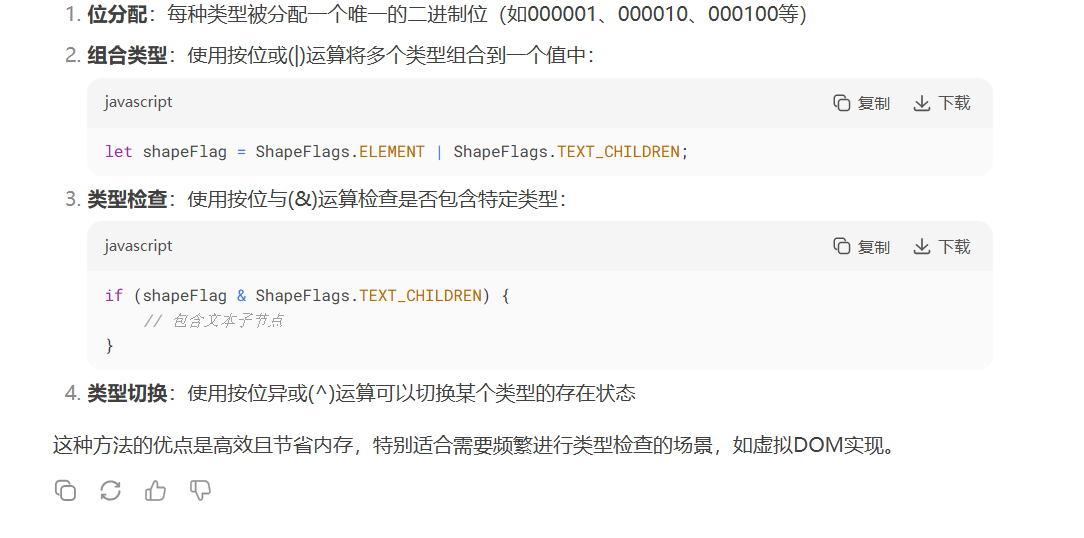 1. 位分配：每种类型被分配一个唯一的二进制位（如000001、000010、000100等）
2. 组合类型：使用按位或(|)运算将多个类型组合到一个值中：
javascript 复制 下载
let shapeFlag = ShapeFlags.ELEMENT | ShapeFlags.TEXT_CHILDREN;
3. 类型检查：使用按位与(&)运算检查是否包含特定类型：
javascript 复制 下载
if (shapeFlag & ShapeFlags.TEXT_CHILDREN) {
    // 包含文本子节点
}
4. 类型切换：使用按位异或(^)运算可以切换某个类型的存在状态
这种方法的优点是高效且节省内存，特别适合需要频繁进行类型检查的场景，如虚拟DOM实现。